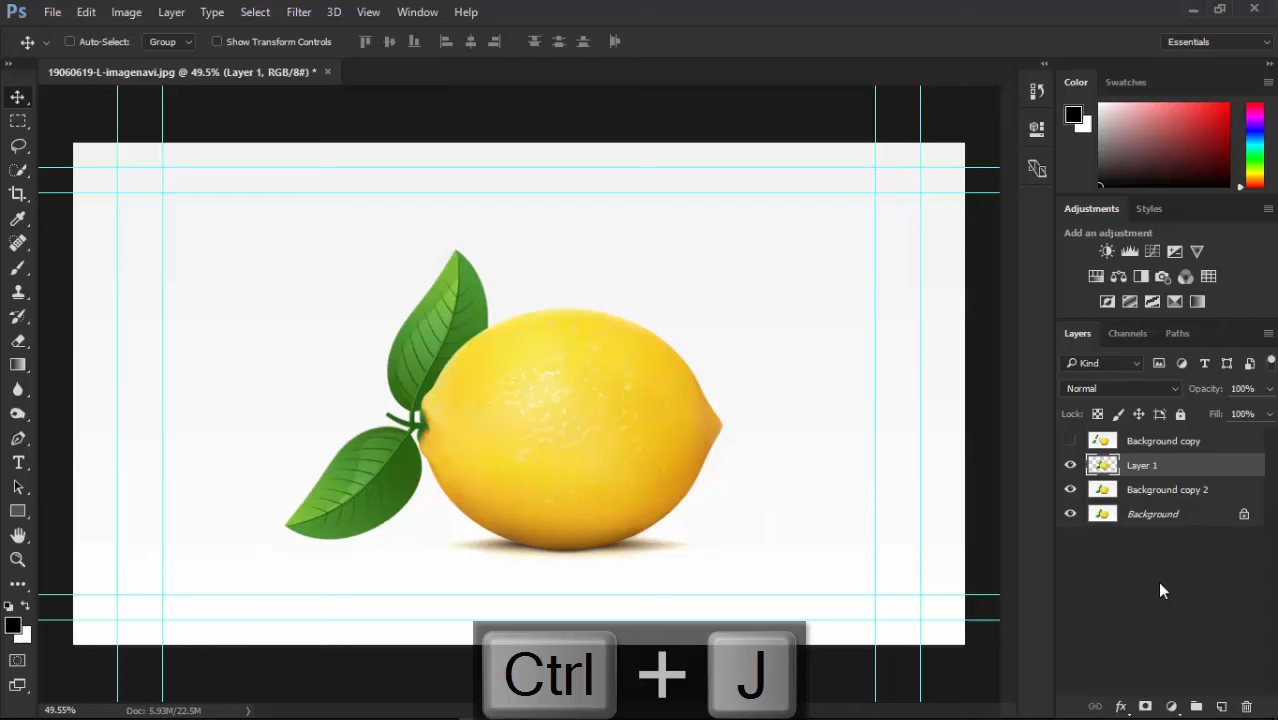 Ps File Edit Image Layer Type Select Filter 3D View Window Help
Auto-Select: Group Show Transform Controls Essentials
19060619-L-imagenavi.jpg @ 49.5% (Layer 1, RGB/8#) * ×
Color Swatches
Adjustments Styles
Add an adjustment
Layers Channels Paths
Kind
Normal Opacity: 100%
Lock: Fill: 100%
Background copy
Layer 1
Background copy 2
Background
Ctrl + J
49.55% Doc: 5.93M/22.5M
fx